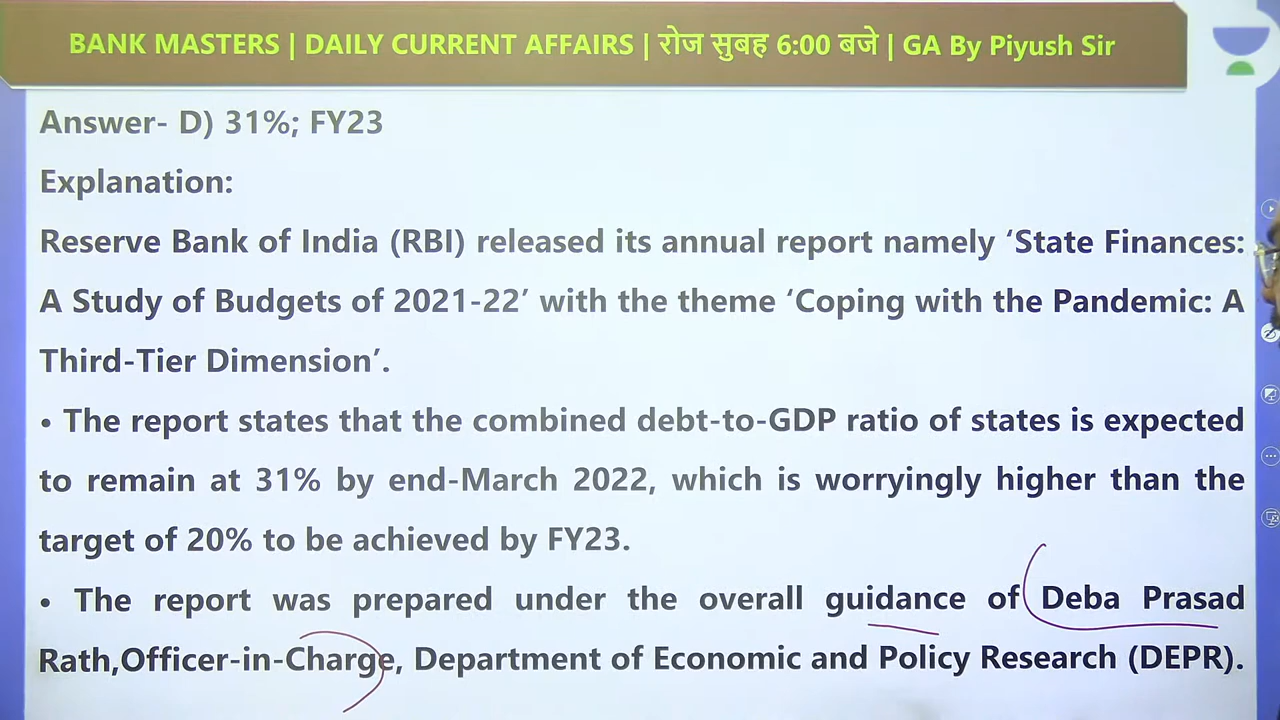 BANK MASTERS | DAILY CURRENT AFFAIRS | रोज सुबह 6:00 बजे | GA By Piyush Sir
Answer- D) 31%; FY23
Explanation:
Reserve Bank of India (RBI) released its annual report namely ‘State Finances:
A Study of Budgets of 2021-22’ with the theme ‘Coping with the Pandemic: A
Third-Tier Dimension’.
• The report states that the combined debt-to-GDP ratio of states is expected
to remain at 31% by end-March 2022, which is worryingly higher than the
target of 20% to be achieved by FY23.
• The report was prepared under the overall guidance of Deba Prasad
Rath,Officer-in-Charge, Department of Economic and Policy Research (DEPR).